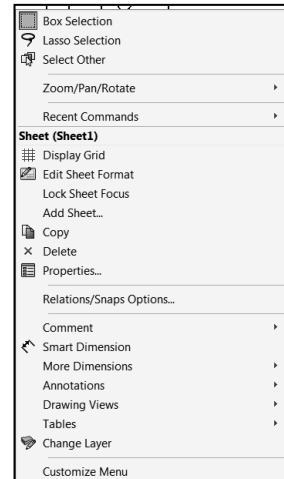 Box Selection
Lasso Selection
Select Other
Zoom/Pan/Rotate
Recent Commands
Sheet (Sheet1)
Display Grid
Edit Sheet Format
Lock Sheet Focus
Add Sheet...
Copy
Delete
Properties...
Relations/Snaps Options...
Comment
Smart Dimension
More Dimensions
Annotations
Drawing Views
Tables
Change Layer
Customize Menu